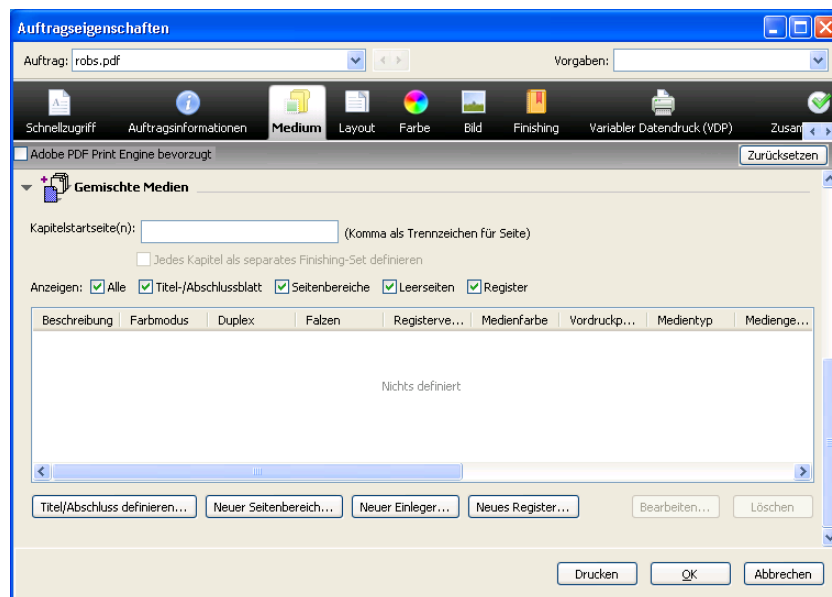 Auftragseigenschaften
Auftrag: robs.pdf Vorgaben:
Schnellzugriff Auftragsinformationen Medium Layout Farbe Bild Finishing Variabler Datendruck (VDP) Zusam
Adobe PDF Print Engine bevorzugt Zurücksetzen
Gemischte Medien
Kapitelstartseite(n): (Komma als Trennzeichen für Seite)
Jedes Kapitel als separates Finishing-Set definieren
Anzeigen: Alle Titel-/Abschlussblatt Seitenbereiche Leerseiten Register
Beschreibung Farbmodus Duplex Falzen Registerve... Medienfarbe Vordruckp... Medientyp Medienge...
Nichts definiert
Titel/Abschluss definieren... Neuer Seitenbereich... Neuer Einleger... Neues Register... Bearbeiten... Löschen
Drucken OK Abbrechen